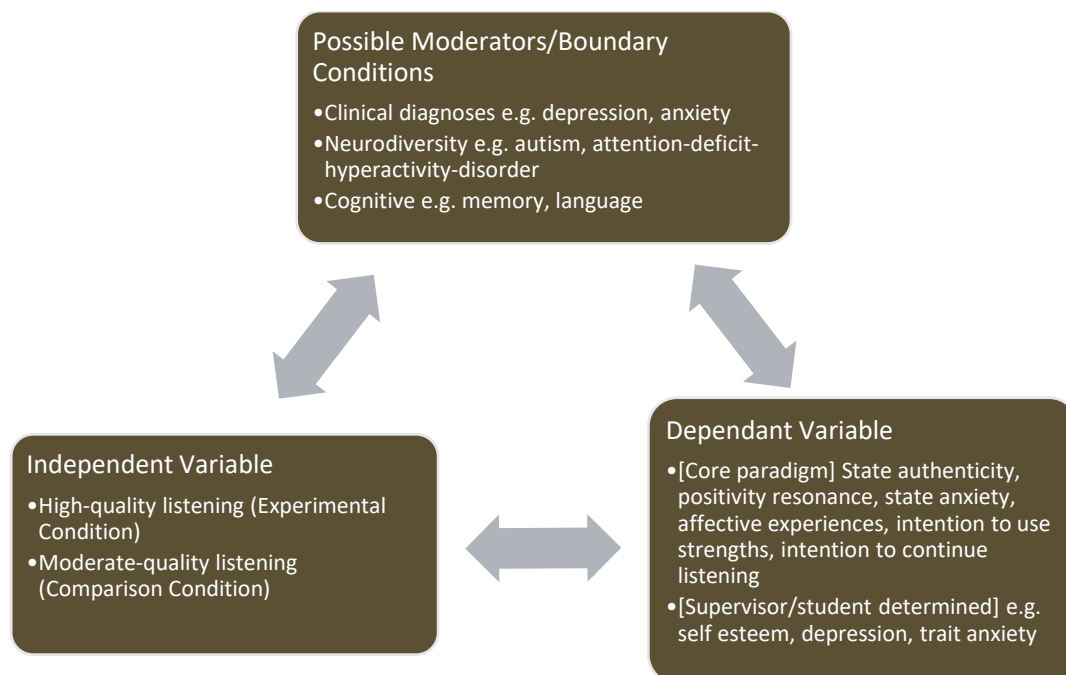 Possible Moderators/Boundary
Conditions
•Clinical diagnoses e.g. depression, anxiety
•Neurodiversity e.g. autism, attention-deficit-
hyperactivity-disorder
•Cognitive e.g. memory, language
Independent Variable
•High-quality listening (Experimental
Condition)
•Moderate-quality listening
(Comparison Condition)
Dependant Variable
•[Core paradigm] State authenticity,
positivity resonance, state anxiety,
affective experiences, intention to use
strengths, intention to continue
listening
•[Supervisor/student determined] e.g.
self esteem, depression, trait anxiety